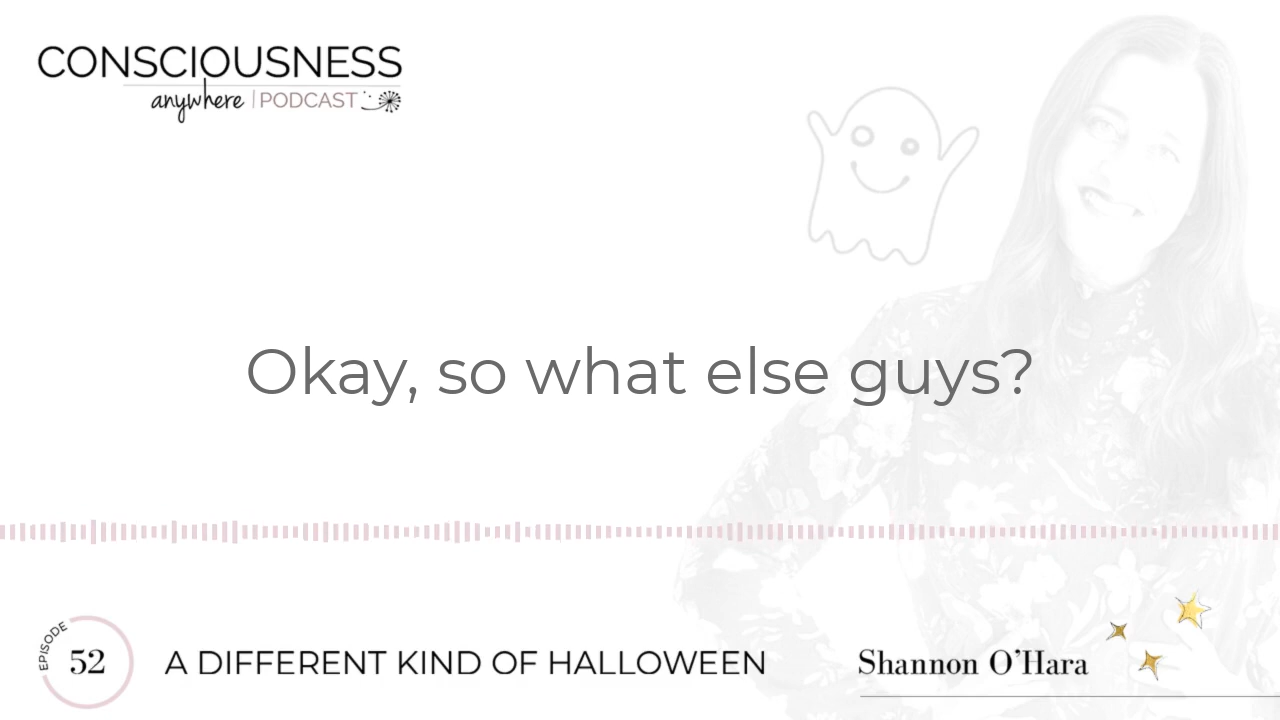 CONSCIOUSNESS
anywhere | PODCAST
Okay, so what else guys?
EPISODE
52
A DIFFERENT KIND OF HALLOWEEN
Shannon O'Hara